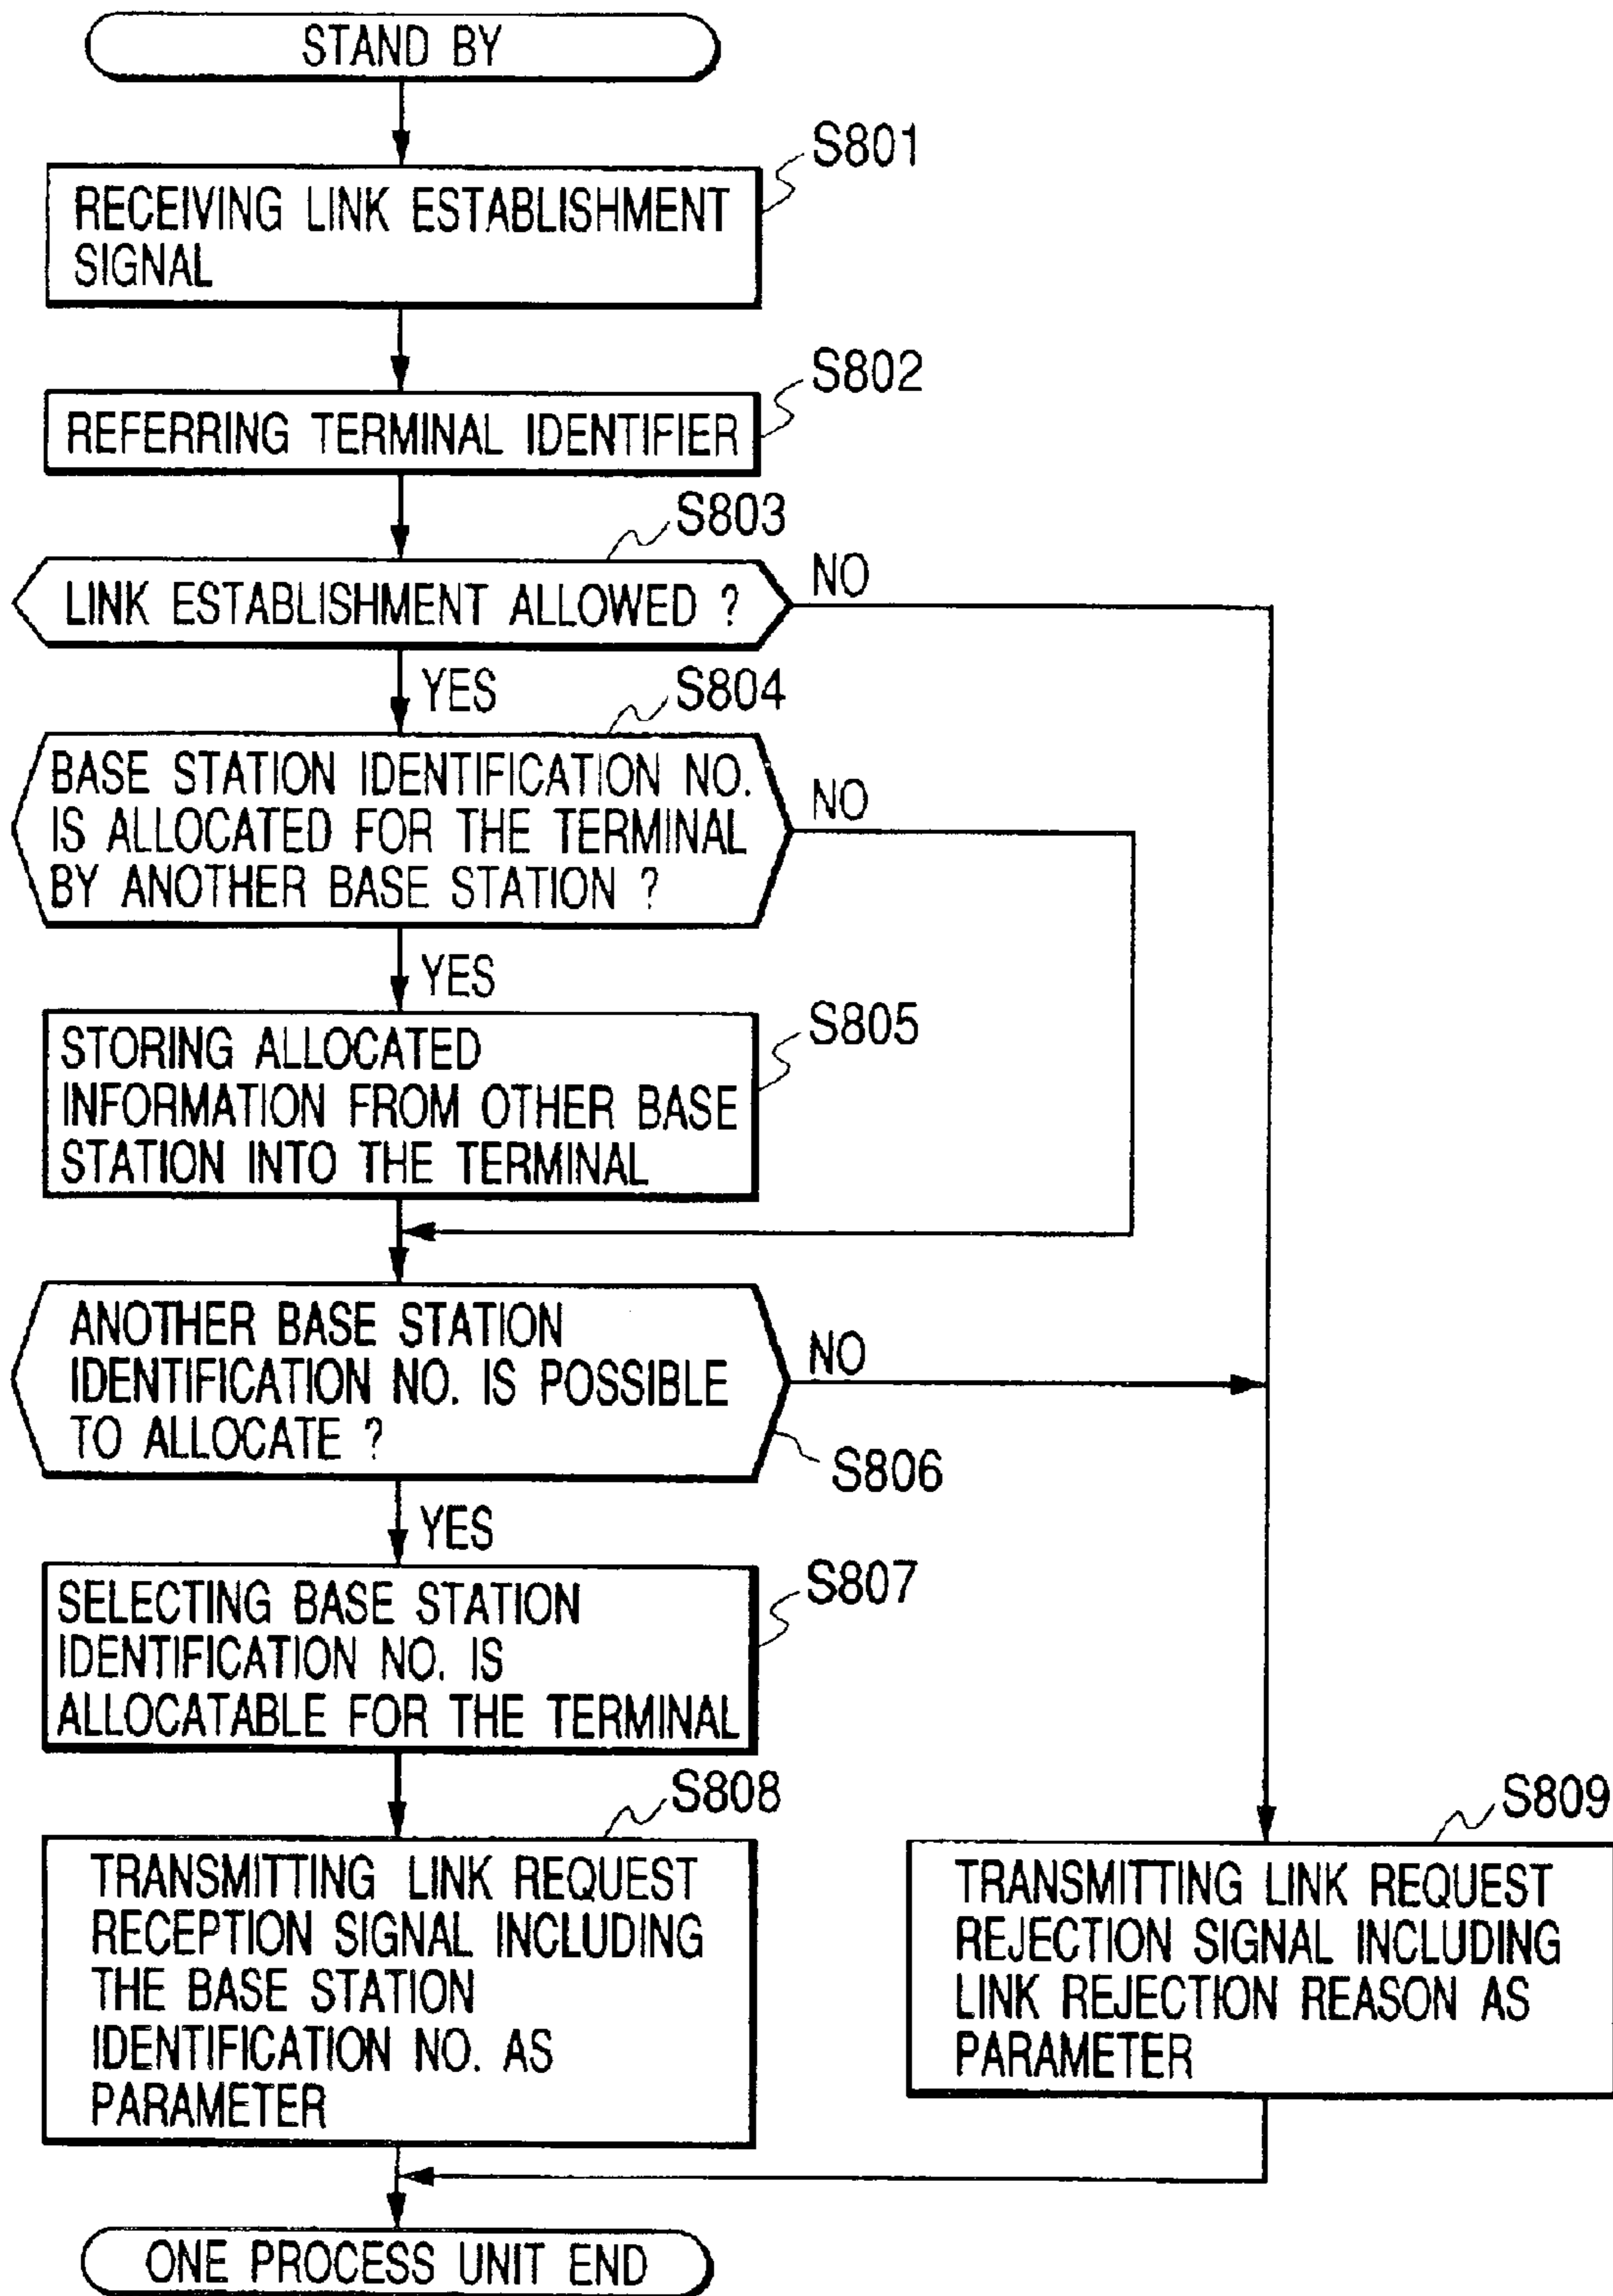 STAND BY
S801
RECEIVING LINK ESTABLISHMENT
SIGNAL
S802
REFERRING TERMINAL IDENTIFIER
S803
LINK ESTABLISHMENT ALLOWED ?
NO
YES
S804
BASE STATION IDENTIFICATION NO.
IS ALLOCATED FOR THE TERMINAL
BY ANOTHER BASE STATION ?
NO
YES
S805
STORING ALLOCATED
INFORMATION FROM OTHER BASE
STATION INTO THE TERMINAL
ANOTHER BASE STATION
IDENTIFICATION NO. IS POSSIBLE
TO ALLOCATE ?
NO
S806
YES
S807
SELECTING BASE STATION
IDENTIFICATION NO. IS
ALLOCATABLE FOR THE TERMINAL
S808
TRANSMITTING LINK REQUEST
RECEPTION SIGNAL INCLUDING
THE BASE STATION
IDENTIFICATION NO. AS
PARAMETER
S809
TRANSMITTING LINK REQUEST
REJECTION SIGNAL INCLUDING
LINK REJECTION REASON AS
PARAMETER
ONE PROCESS UNIT END